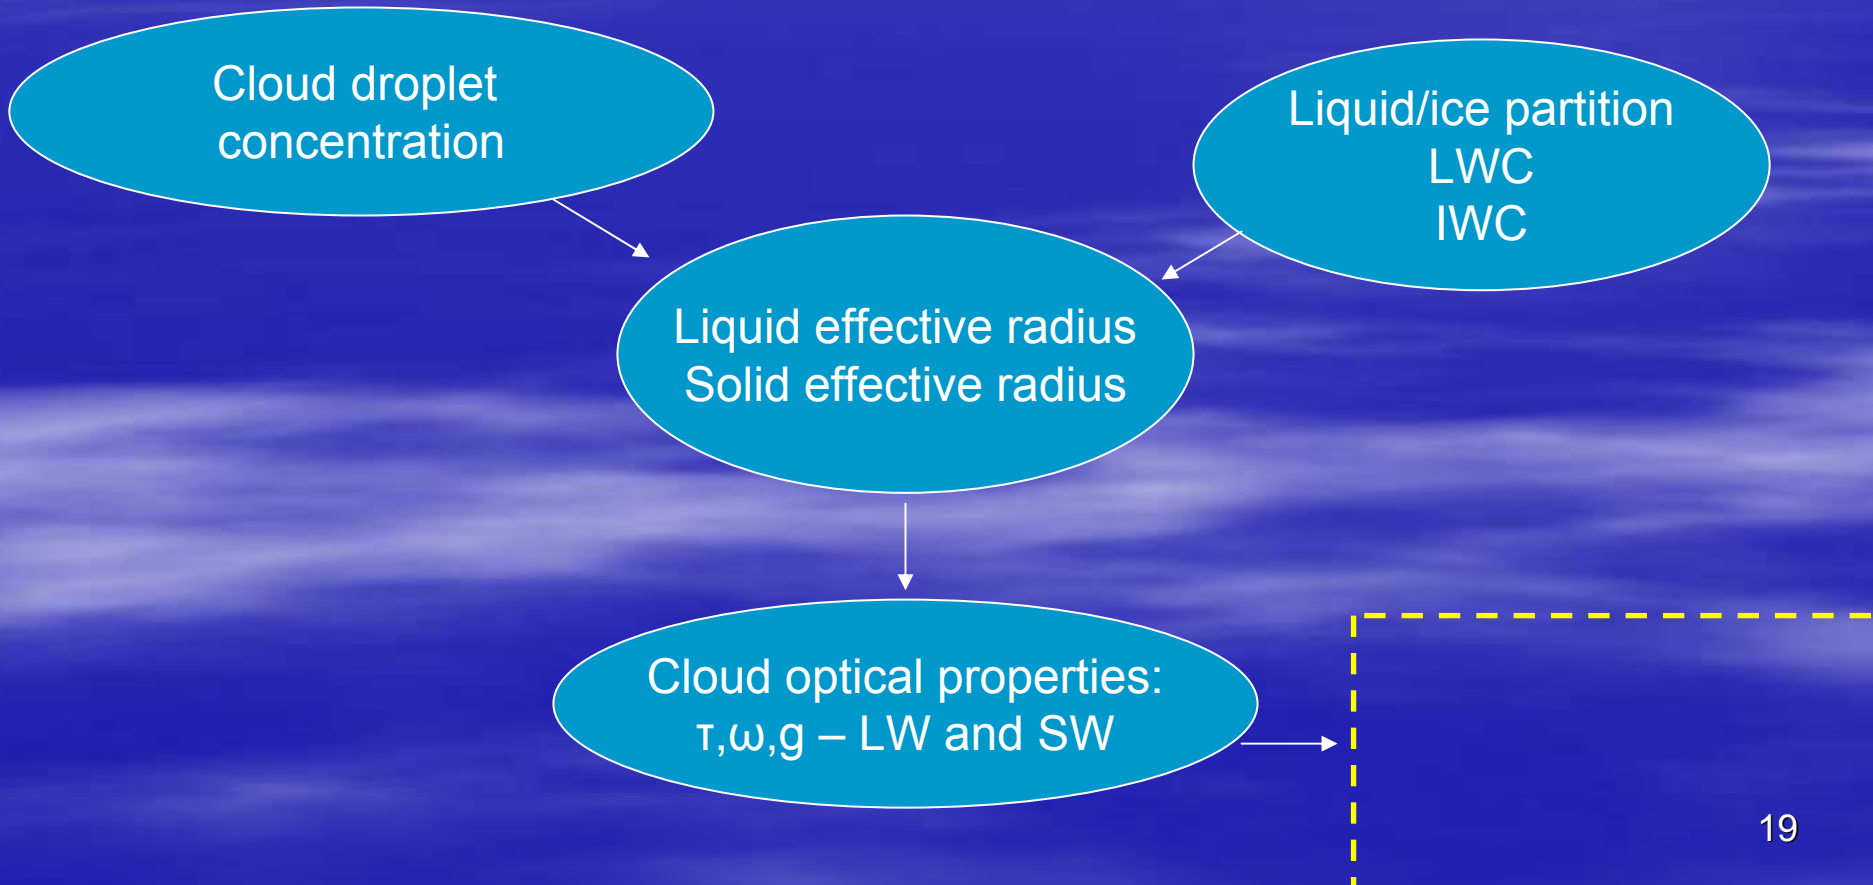 Cloud droplet
concentration
Liquid/ice partition
LWC
IWC
Liquid effective radius
Solid effective radius
Cloud optical properties:
τ,ω,g – LW and SW
19